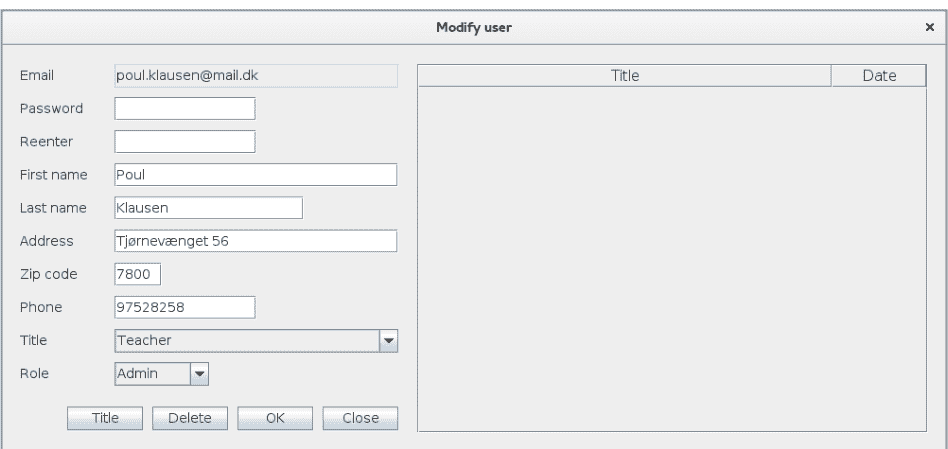 Modify user
×
Email poul.klausen@mail.dk
Password
Reenter
First name Poul
Last name Klausen
Address Tjørnevænget 56
Zip code 7800
Phone 97528258
Title Teacher
Role Admin
Title Delete OK Close
Title Date